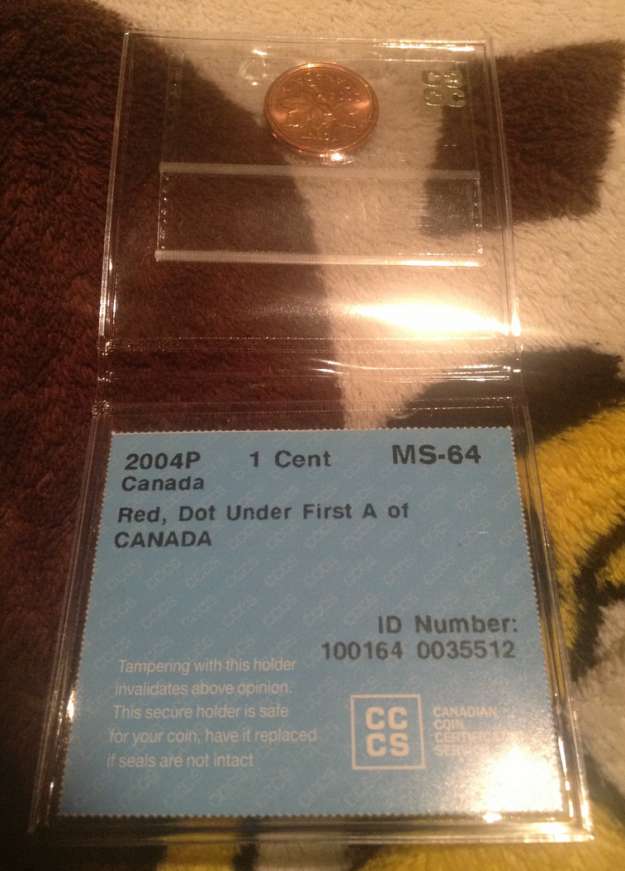 CC
CS
2004P 1 Cent MS-64
Canada
Red, Dot Under First A of
CANADA
ID Number:
100164 0035512
Tampering with this holder
invalidates above opinion.
This secure holder is safe
for your coin, have it replaced
if seals are not intact
CC
CS
CANADIAN
COIN